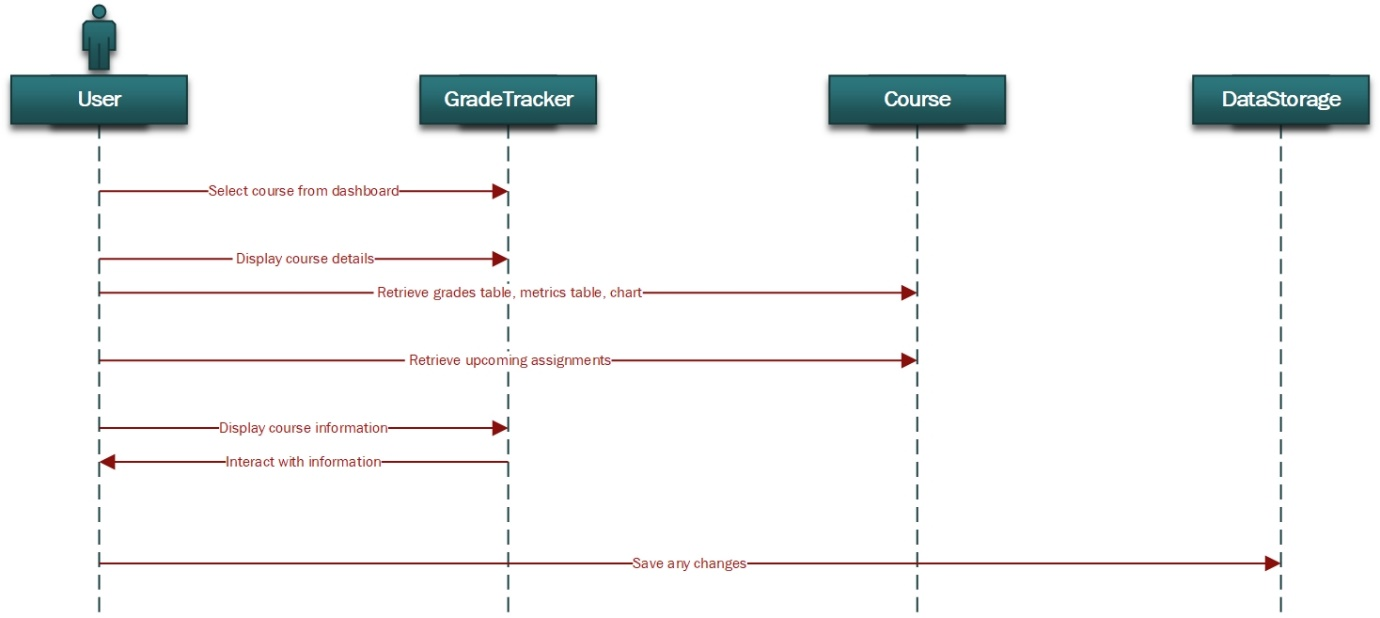 User
GradeTracker
Course
DataStorage
Select course from dashboard
Display course details
Retrieve grades table, metrics table, chart
Retrieve upcoming assignments
Display course information
Interact with information
Save any changes